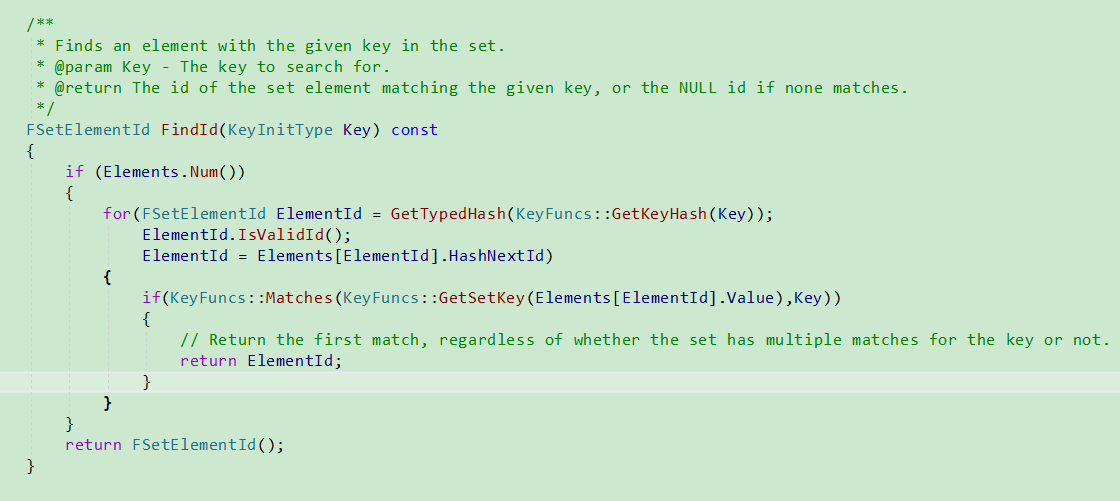 /**
 * Finds an element with the given key in the set.
 * @param Key - The key to search for.
 * @return The id of the set element matching the given key, or the NULL id if none matches.
 */
FSetElementId FindId(KeyInitType Key) const
{
    if (Elements.Num())
    {
        for(FSetElementId ElementId = GetTypedHash(KeyFuncs::GetKeyHash(Key));
            ElementId.IsValidId();
            ElementId = Elements[ElementId].HashNextId)
        {
            if(KeyFuncs::Matches(KeyFuncs::GetSetKey(Elements[ElementId].Value),Key))
            {
                // Return the first match, regardless of whether the set has multiple matches for the key or not.
                return ElementId;
            }
        }
    }
    return FSetElementId();
}